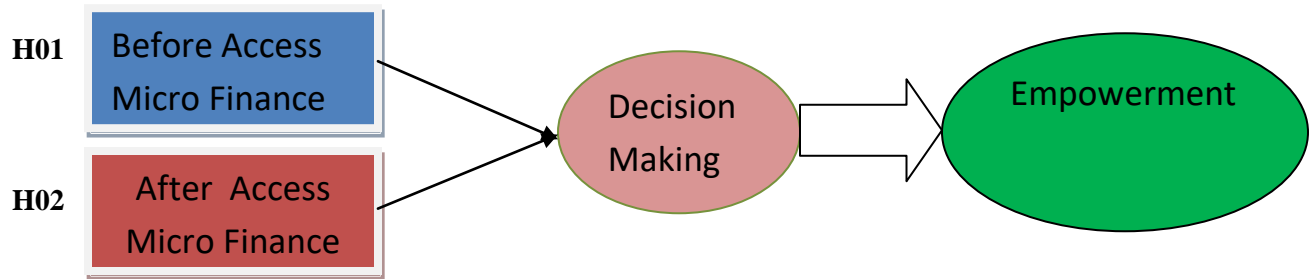 H01
Before Access
Micro Finance
H02
After Access
Micro Finance
Decision
Making
Empowerment